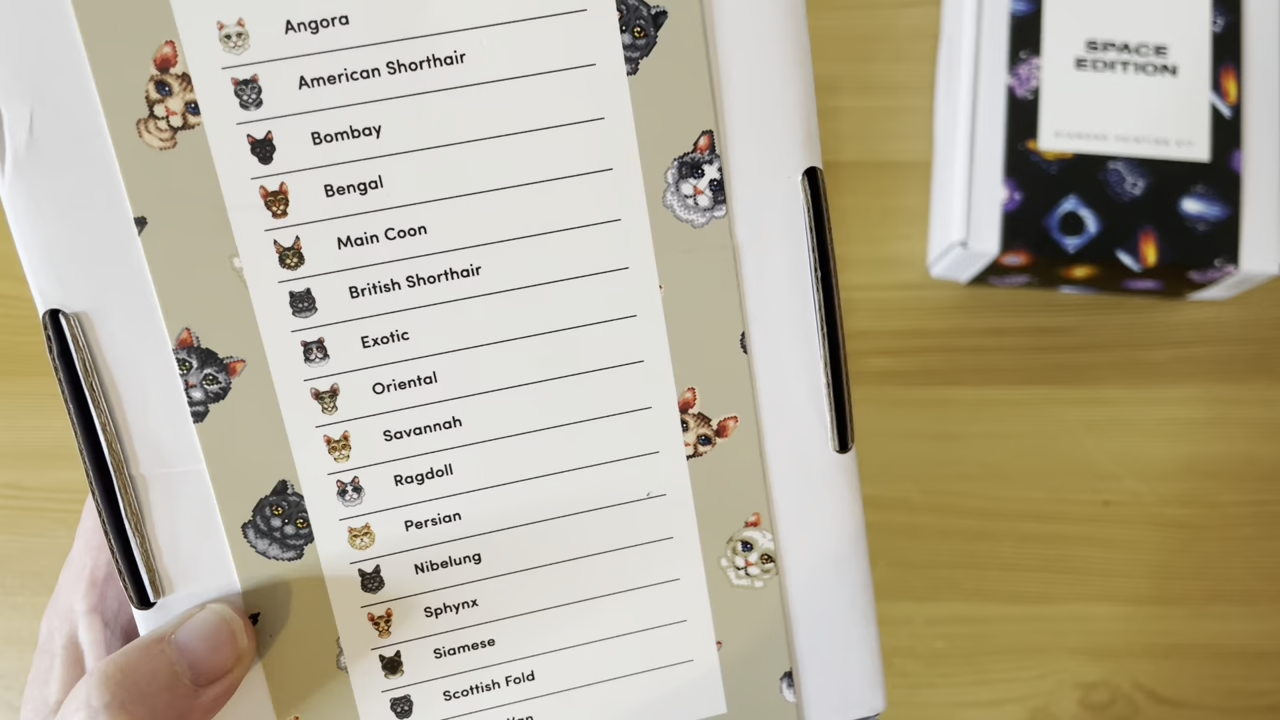 Angora
American Shorthair
Bombay
Bengal
Main Coon
British Shorthair
Exotic
Oriental
Savannah
Ragdoll
Persian
Nibelung
Sphynx
Siamese
Scottish Fold
SPACE
EDITION